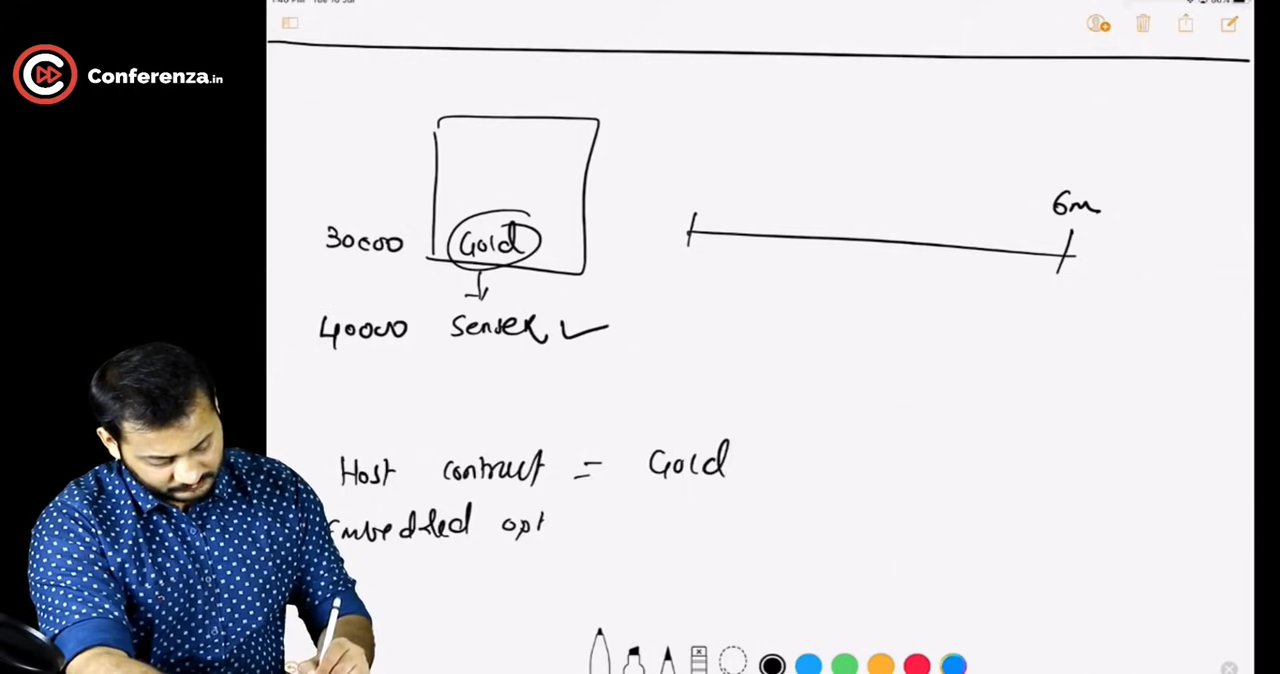 Conferenza.in
6m
30000 Gold
40000 Sensex
Host contract = Gold
Embedded opt